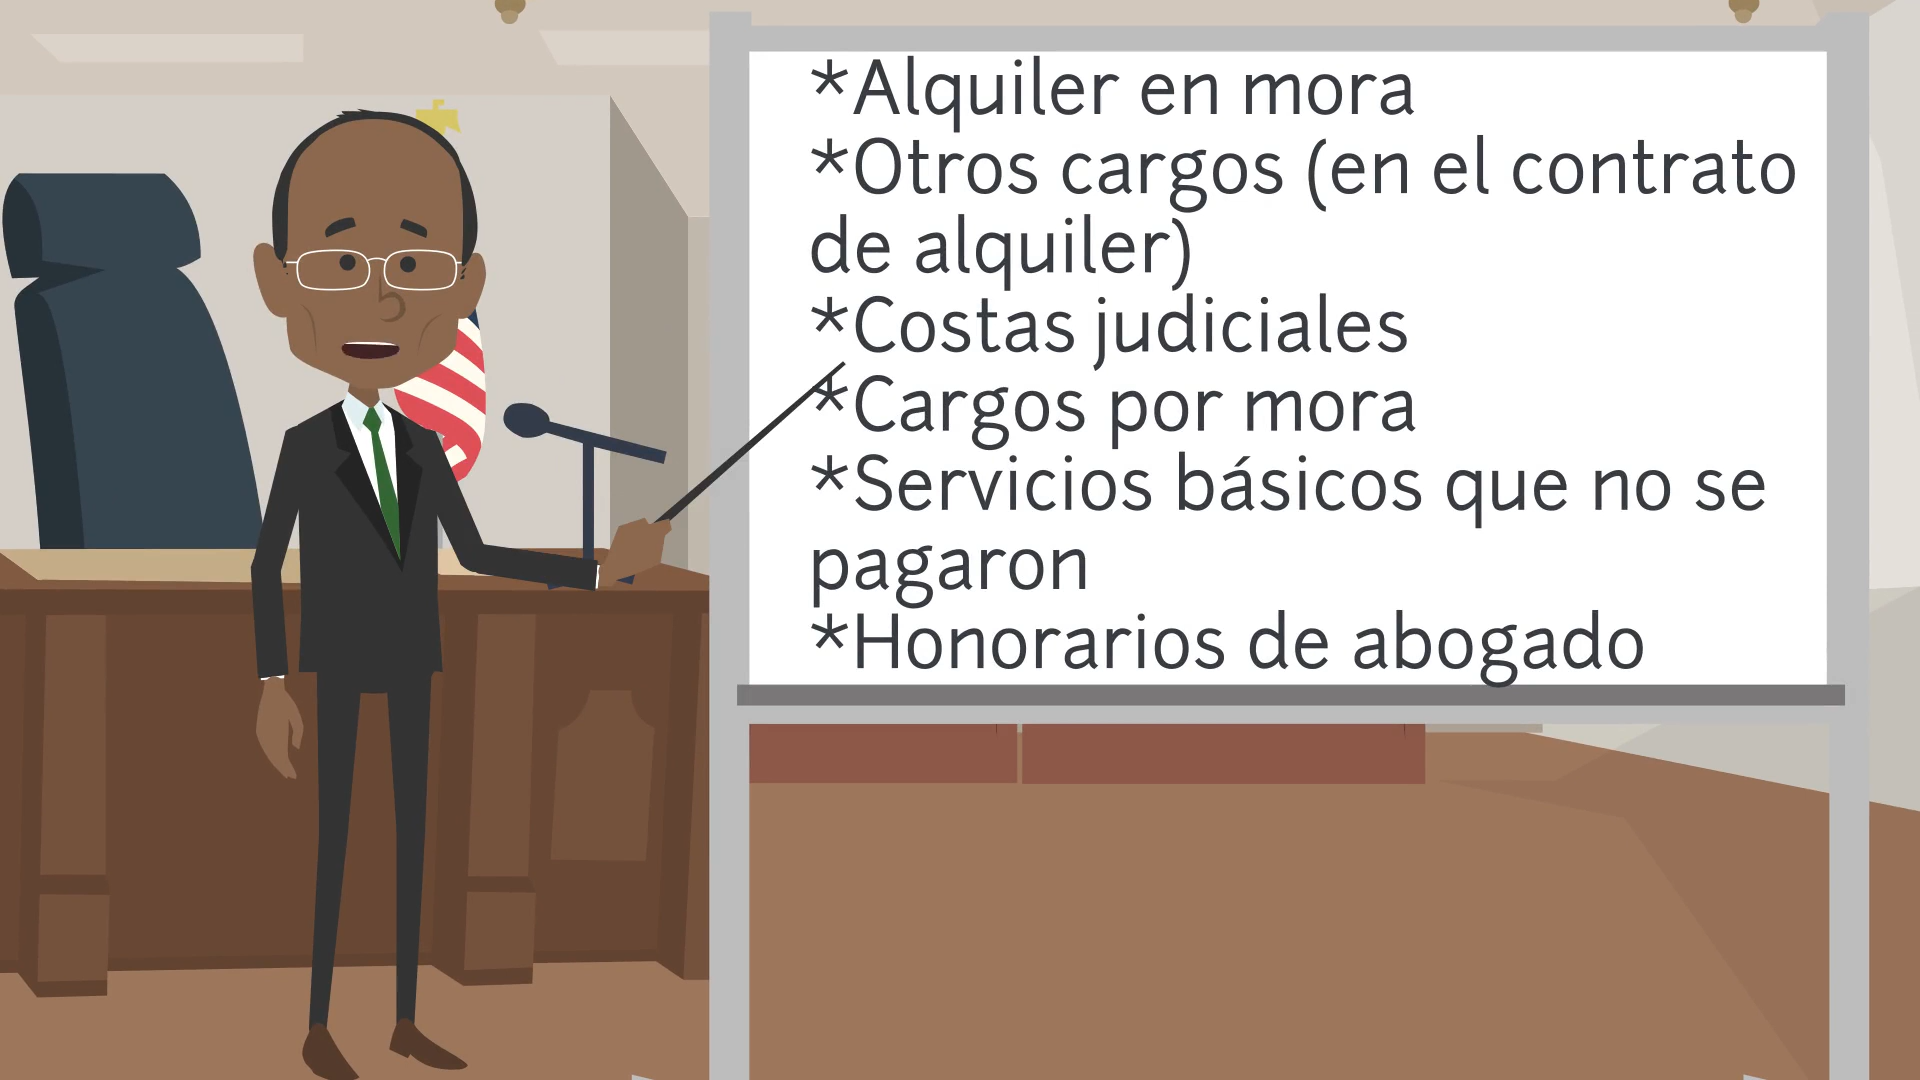 *Alquiler en mora
*Otros cargos (en el contrato
de alquiler)
*Costas judiciales
*Cargos por mora
*Servicios básicos que no se
pagaron
*Honorarios de abogado